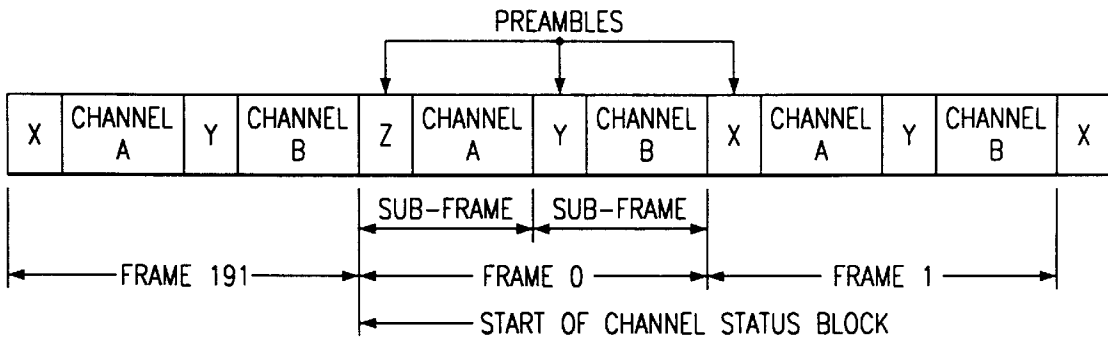 PREAMBLES
X CHANNEL A Y CHANNEL B Z CHANNEL A Y CHANNEL B X CHANNEL A Y CHANNEL B X
SUB-FRAME SUB-FRAME
FRAME 191 FRAME 0 FRAME 1
START OF CHANNEL STATUS BLOCK